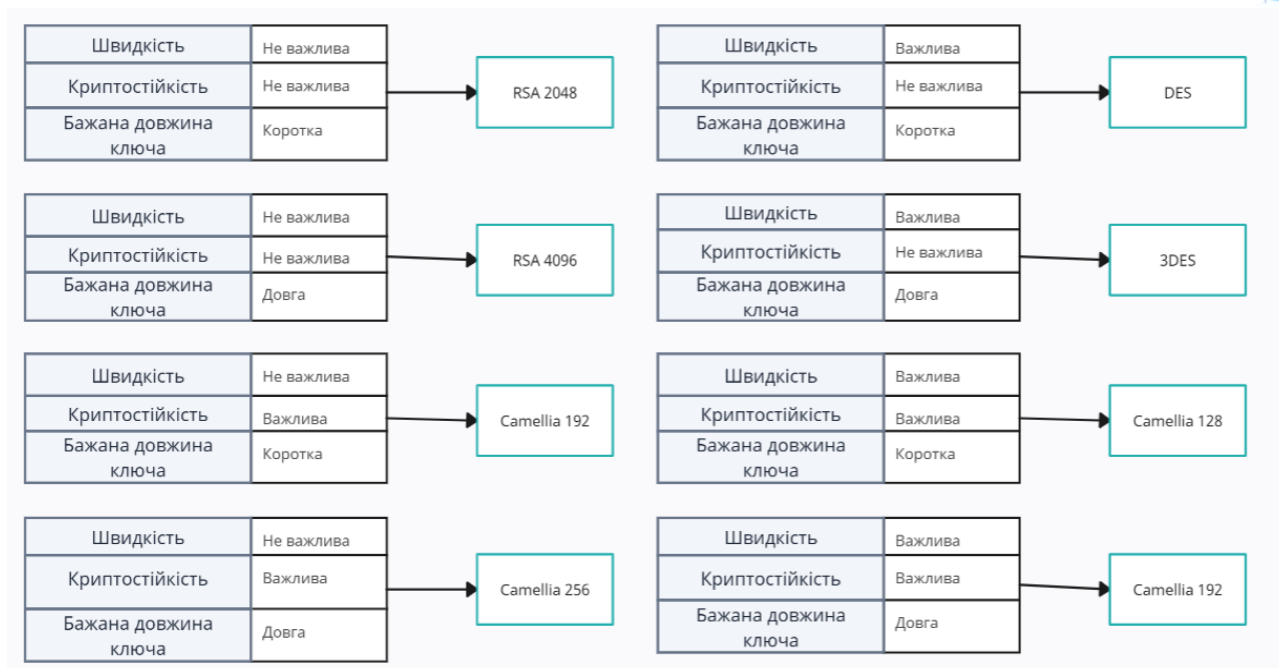 Швидкість Не важлива
Криптостійкість Не важлива
Бажана довжина
ключа
Коротка
RSA 2048
Швидкість Важлива
Криптостійкість Не важлива
Бажана довжина
ключа
Коротка
DES
Швидкість Не важлива
Криптостійкість Не важлива
Бажана довжина
ключа
Довга
RSA 4096
Швидкість Важлива
Криптостійкість Не важлива
Бажана довжина
ключа
Довга
3DES
Швидкість Не важлива
Криптостійкість Важлива
Бажана довжина
ключа
Коротка
Camellia 192
Швидкість Важлива
Криптостійкість Важлива
Бажана довжина
ключа
Коротка
Camellia 128
Швидкість Не важлива
Криптостійкість Важлива
Бажана довжина
ключа
Довга
Camellia 256
Швидкість Важлива
Криптостійкість Важлива
Бажана довжина
ключа
Довга
Camellia 192